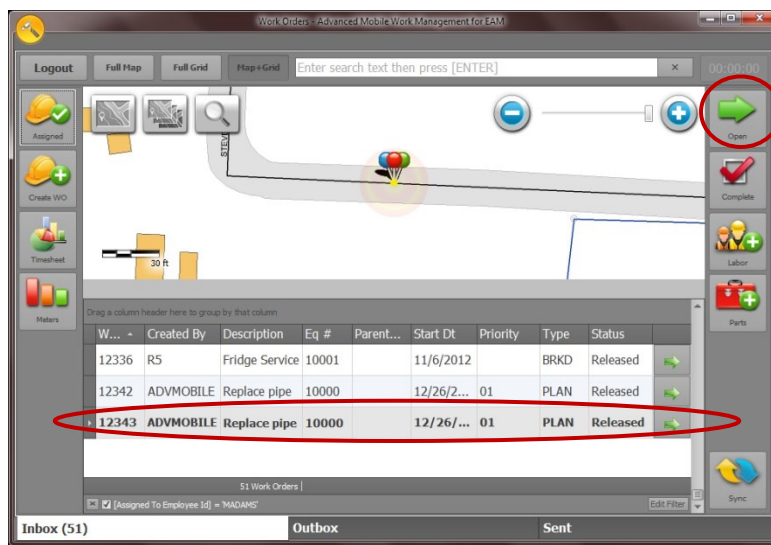 Work Orders - Advanced Mobile Work Management for EAM
Logout
Full Map
Full Grid
Map+Grid
Enter search text then press [ENTER]
×
00:00:00
Assigned
Create WO
Timesheet
Meters
30 ft
Open
Complete
Labor
Parts
Sync
Drag a column header here to group by that column
W... Created By Description Eq # Parent... Start Dt Priority Type Status
12336 R5 Fridge Service 10001 11/6/2012 BRKD Released
12342 ADVMOBILE Replace pipe 10000 12/26/2... 01 PLAN Released
12343 ADVMOBILE Replace pipe 10000 12/26/... 01 PLAN Released
51 Work Orders
[Assigned To Employee Id] = 'MADAMS'
Edit Filter
Inbox (51) Outbox Sent